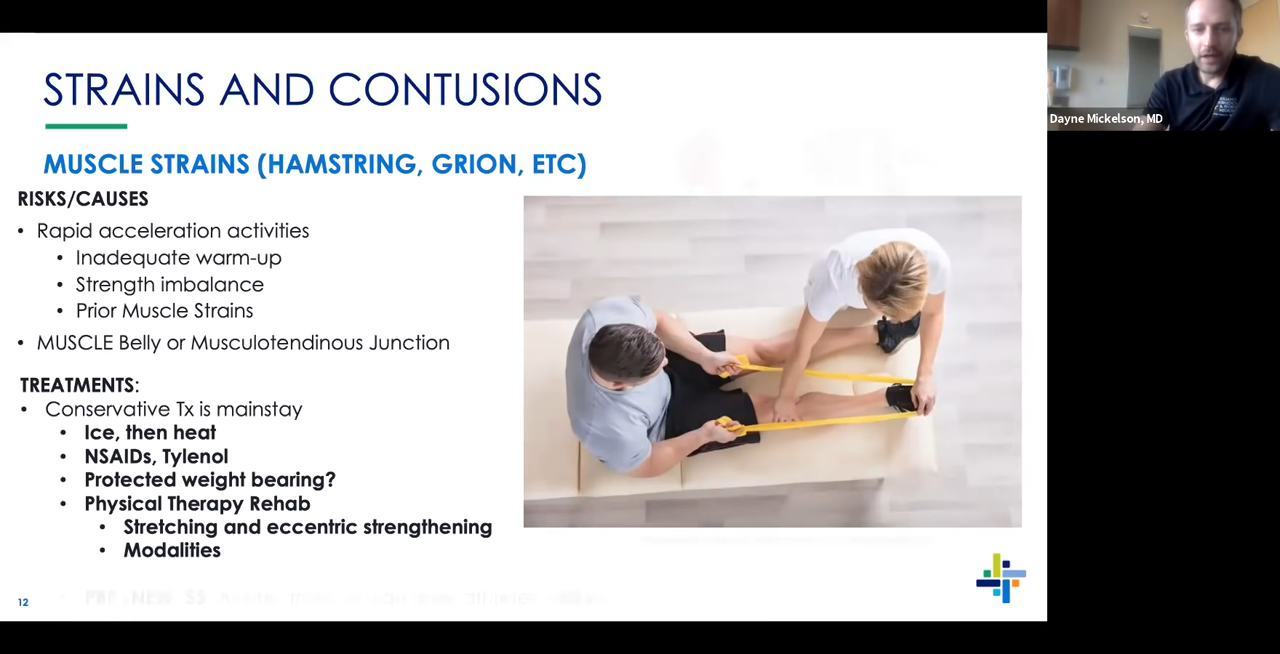 STRAINS AND CONTUSIONS
MUSCLE STRAINS (HAMSTRING, GRION, ETC)
RISKS/CAUSES
• Rapid acceleration activities
• Inadequate warm-up
• Strength imbalance
• Prior Muscle Strains
• MUSCLE Belly or Musculotendinous Junction
TREATMENTS:
• Conservative Tx is mainstay
• Ice, then heat
• NSAIDs, Tylenol
• Protected weight bearing?
• Physical Therapy Rehab
• Stretching and eccentric strengthening
• Modalities
12
Dayne Mickelson, MD